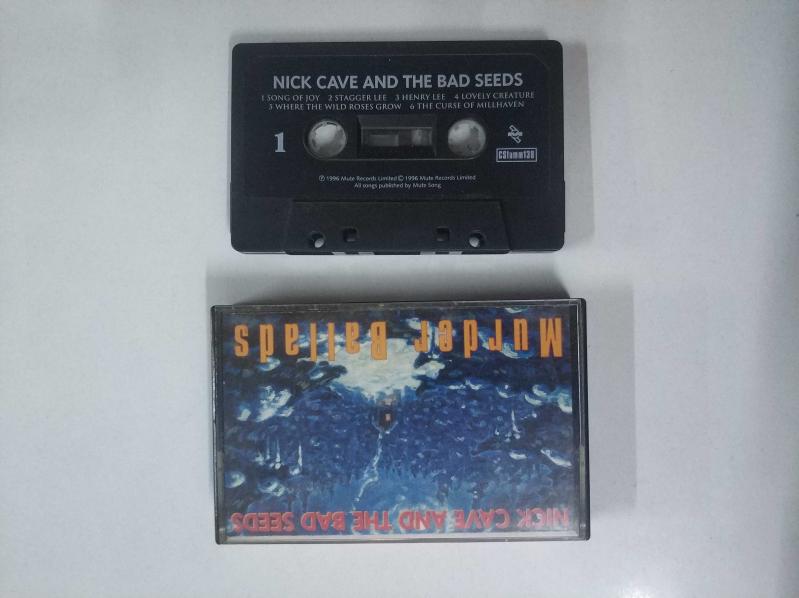 NICK CAVE AND THE BAD SEEDS
1 SONG OF JOY 2 STAGGER LEE 3 HENRY LEE 4 LOVELY CREATURE
5 WHERE THE WILD ROSES GROW 6 THE CURSE OF MILLHAVEN
1
MUTE
CStumm138
℗ 1996 Mute Records Limited © 1996 Mute Records Limited
All songs published by Mute Song
Murder Ballads
NICK CAVE AND THE BAD SEEDS